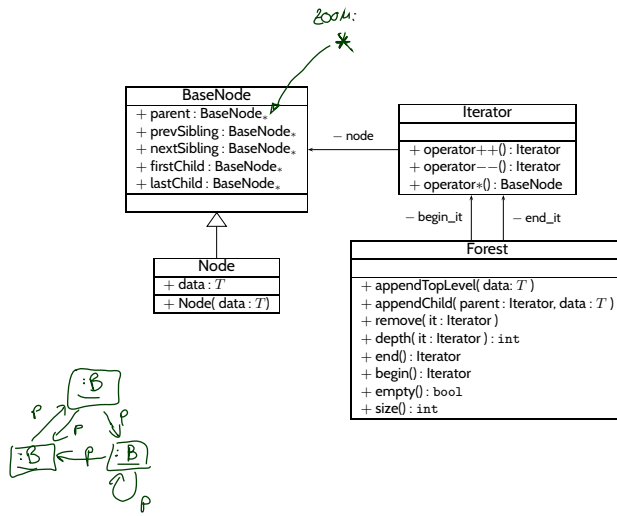 ZOOM:
*
BaseNode
+ parent : BaseNode*
+ prevSibling : BaseNode*
+ nextSibling : BaseNode*
+ firstChild : BaseNode*
+ lastChild : BaseNode*
− node
Iterator
+ operator++() : Iterator
+ operator−−() : Iterator
+ operator*() : BaseNode
− begin_it
− end_it
Node
+ data : T
+ Node( data : T )
Forest
+ appendTopLevel( data: T )
+ appendChild( parent : Iterator, data : T )
+ remove( it : Iterator )
+ depth( it : Iterator ) : int
+ end() : Iterator
+ begin() : Iterator
+ empty() : bool
+ size() : int
:B
P P P
:B P :B
P